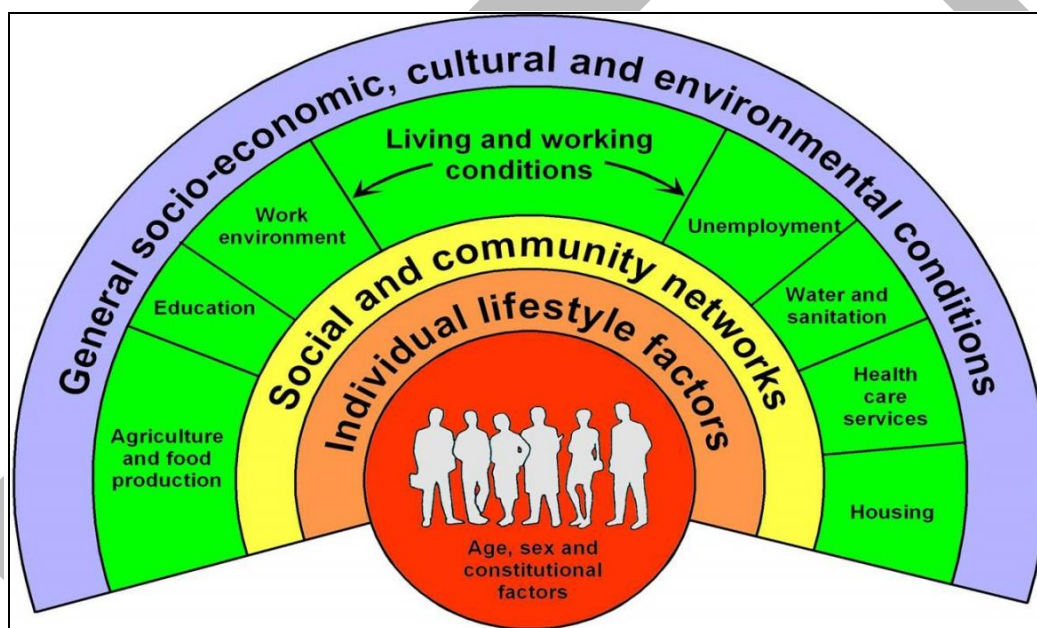 General socio-economic, cultural and environmental conditions
Living and working
conditions
Work
environment
Education
Agriculture
and food
production
Unemployment
Water and
sanitation
Health
care
services
Housing
Social and community networks
Individual lifestyle factors
Age, sex and
constitutional
factors